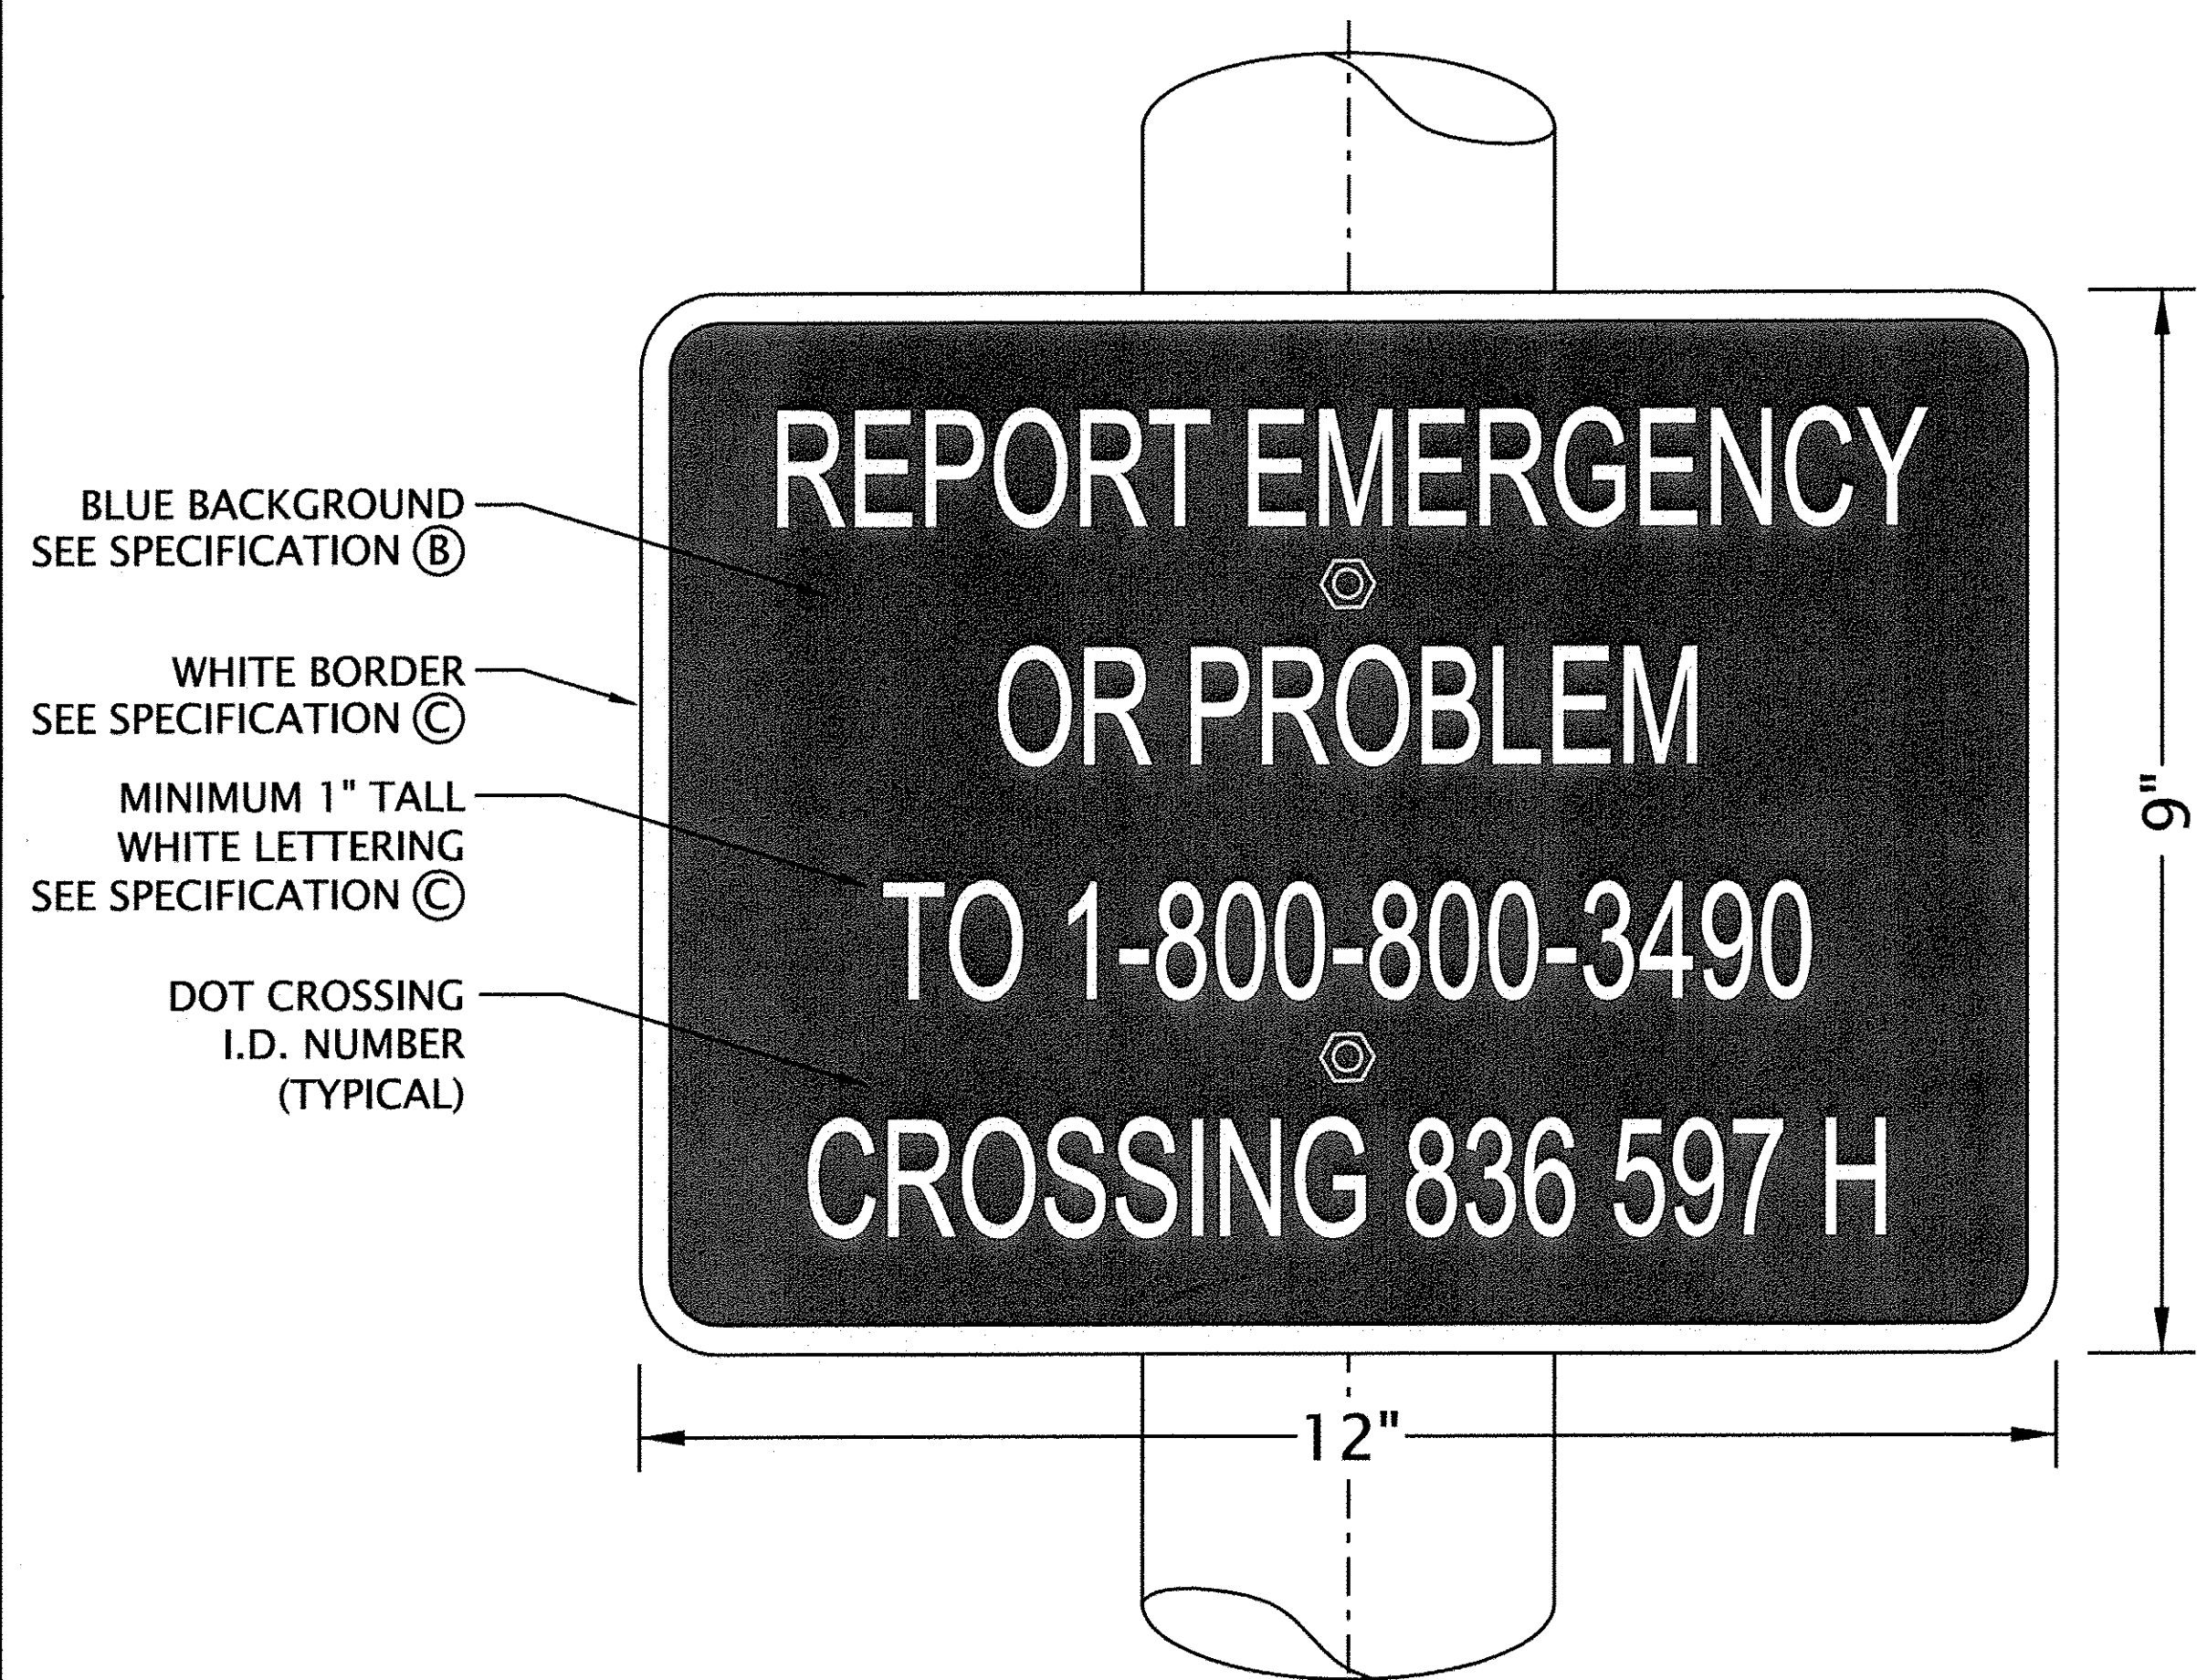 BLUE BACKGROUND
SEE SPECIFICATION Ⓑ
WHITE BORDER
SEE SPECIFICATION Ⓒ
MINIMUM 1" TALL
WHITE LETTERING
SEE SPECIFICATION Ⓒ
DOT CROSSING
I.D. NUMBER
(TYPICAL)
REPORT EMERGENCY
OR PROBLEM
TO 1-800-800-3490
CROSSING 836 597 H
9"
12"